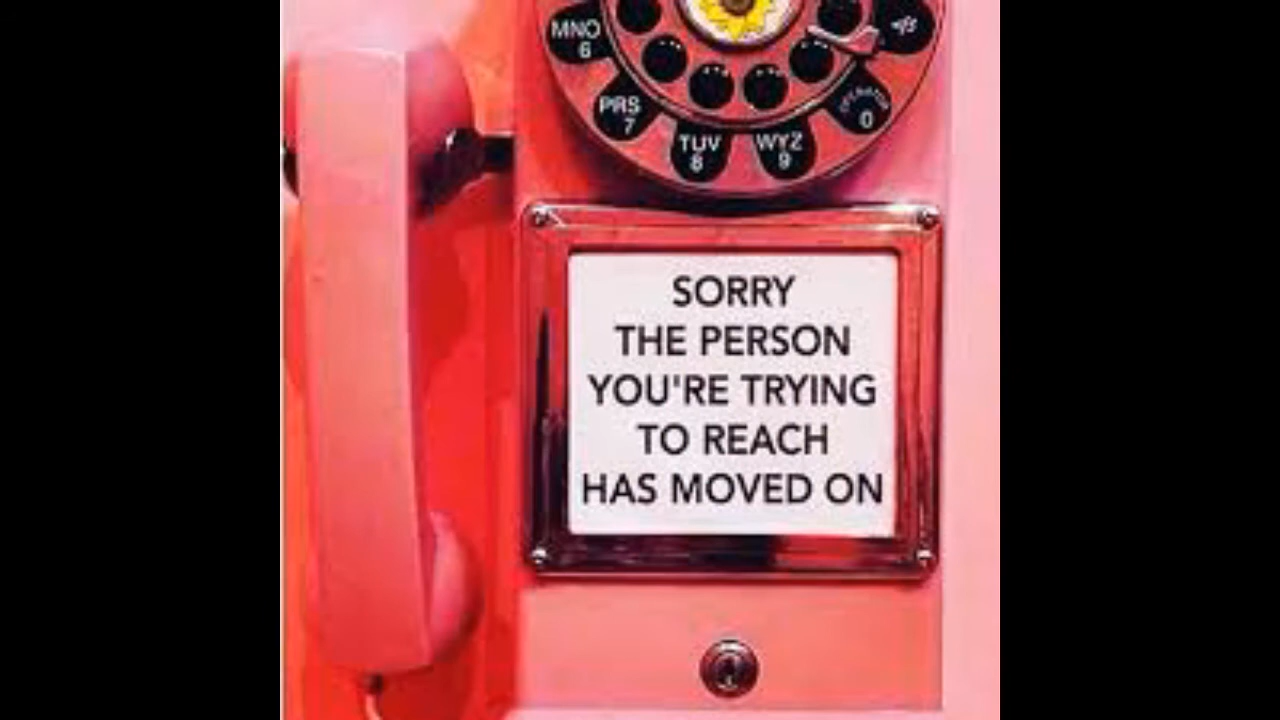 MNO
6
PRS
7
TUV
8
WYZ
9
OPERATOR
0
SORRY
THE PERSON
YOU'RE TRYING
TO REACH
HAS MOVED ON